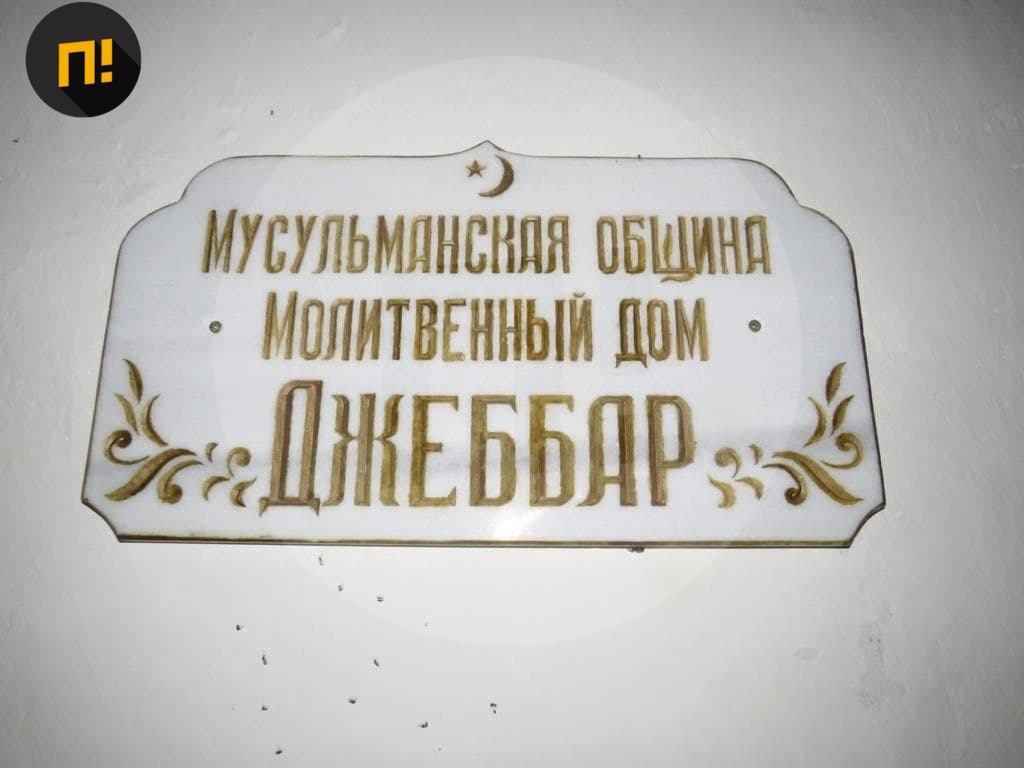 П!
Мусульманская община
Молитвенный дом
Джеббар